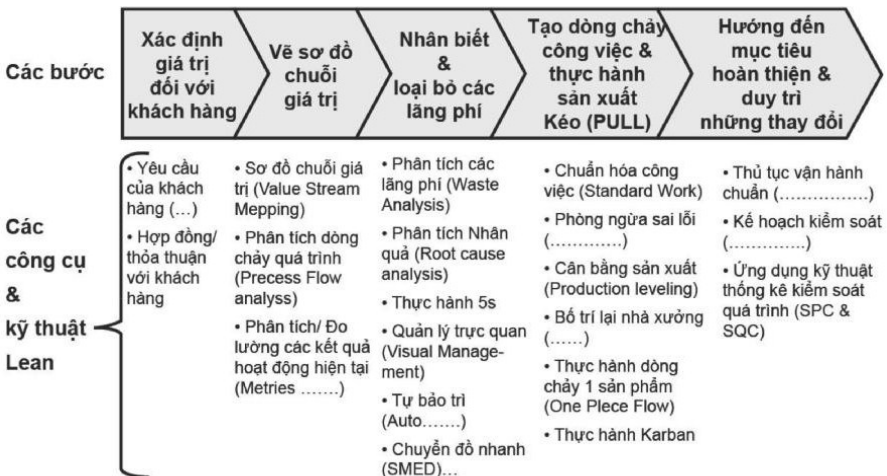 Các bước
Xác định
giá trị
đối với
khách hàng
Vẽ sơ đồ
chuỗi
giá trị
Nhân biết
&
loại bỏ các
lãng phí
Tạo dòng chảy
công việc &
thực hành
sản xuất
Kéo (PULL)
Hướng đến
mục tiêu
hoàn thiện &
duy trì
những thay đổi
Các
công cụ
&
kỹ thuật
Lean
• Yêu cầu
của khách
hàng (...)
• Hợp đồng/
thỏa thuận
với khách
hàng
• Sơ đồ chuỗi giá
trị (Value Stream
Mepping)
• Phân tích dòng
chảy quá trình
(Precess Flow
analyss)
• Phân tích/ Đo
lường các kết quả
hoạt động hiện tại
(Metries .......)
• Phân tích các
lãng phí (Waste
Analysis)
• Phân tích Nhân
quả (Root cause
analysis)
• Thực hành 5s
• Quản lý trực quan
(Visual Manage-
ment)
• Tự bảo trì
(Auto.......)
• Chuyển đồ nhanh
(SMED)...
• Chuẩn hóa công
việc (Standard Work)
• Phòng ngừa sai lỗi
(.............)
• Cân bằng sản xuất
(Production leveling)
• Bố trí lại nhà xưởng
(......)
• Thực hành dòng
chảy 1 sản phẩm
(One Plece Flow)
• Thực hành Karban
• Thủ tục vận hành
chuẩn (................)
• Kế hoạch kiểm soát
(.............)
• Ứng dụng kỹ thuật
thống kê kiểm soát
quá trình (SPC &
SQC)